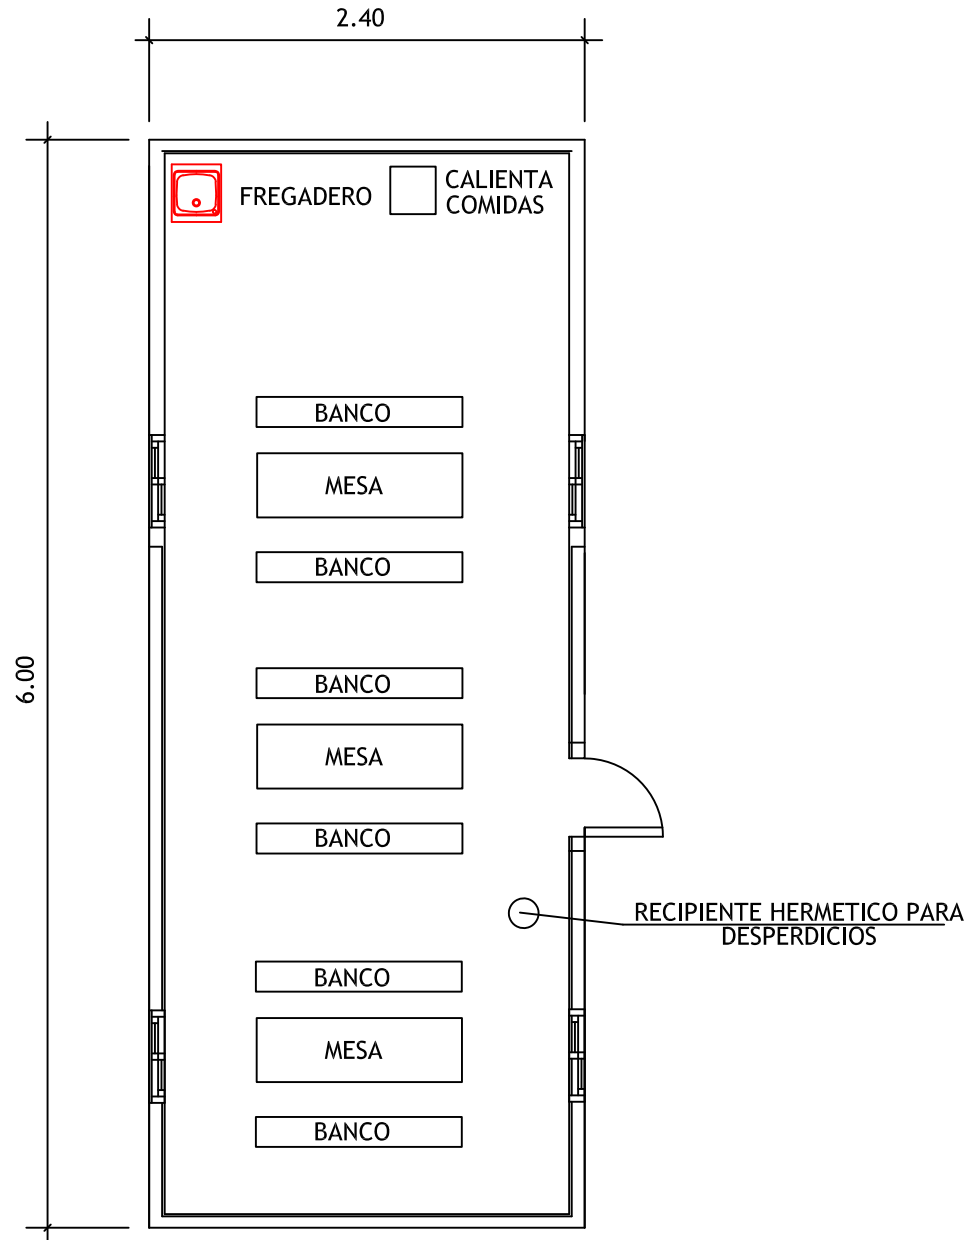 2.40
FREGADERO
CALIENTA
COMIDAS
BANCO
MESA
BANCO
6.00
BANCO
MESA
BANCO
RECIPIENTE HERMETICO PARA
DESPERDICIOS
BANCO
MESA
BANCO